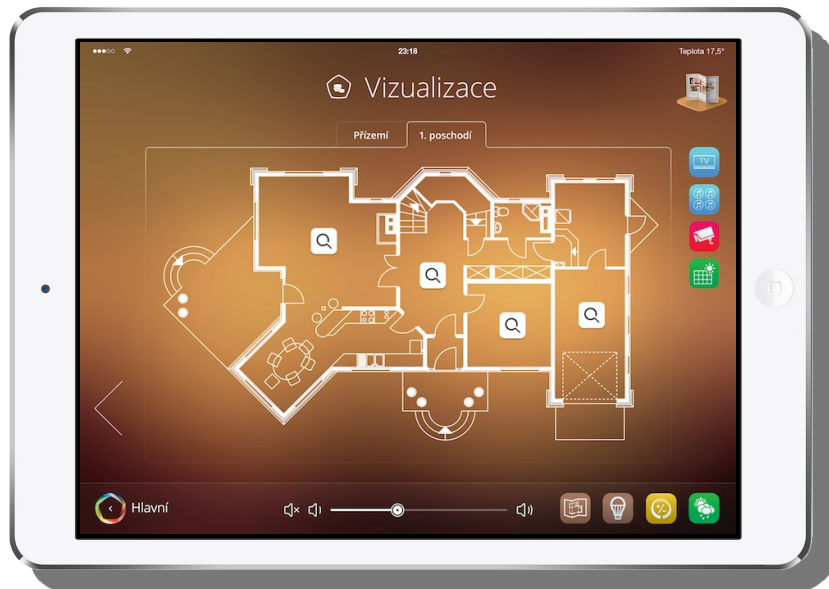 23:18
Teplota 17,5°
Vizualizace
Přízemí
1. poschodí
TV
Hlavní